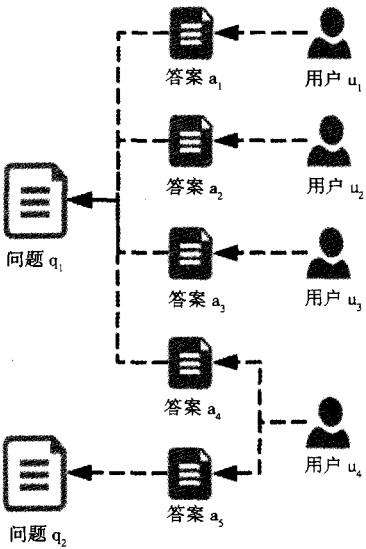 答案 a1
用户 u1
答案 a2
用户 u2
问题 q1
答案 a3
用户 u3
答案 a4
用户 u4
答案 a5
问题 q2